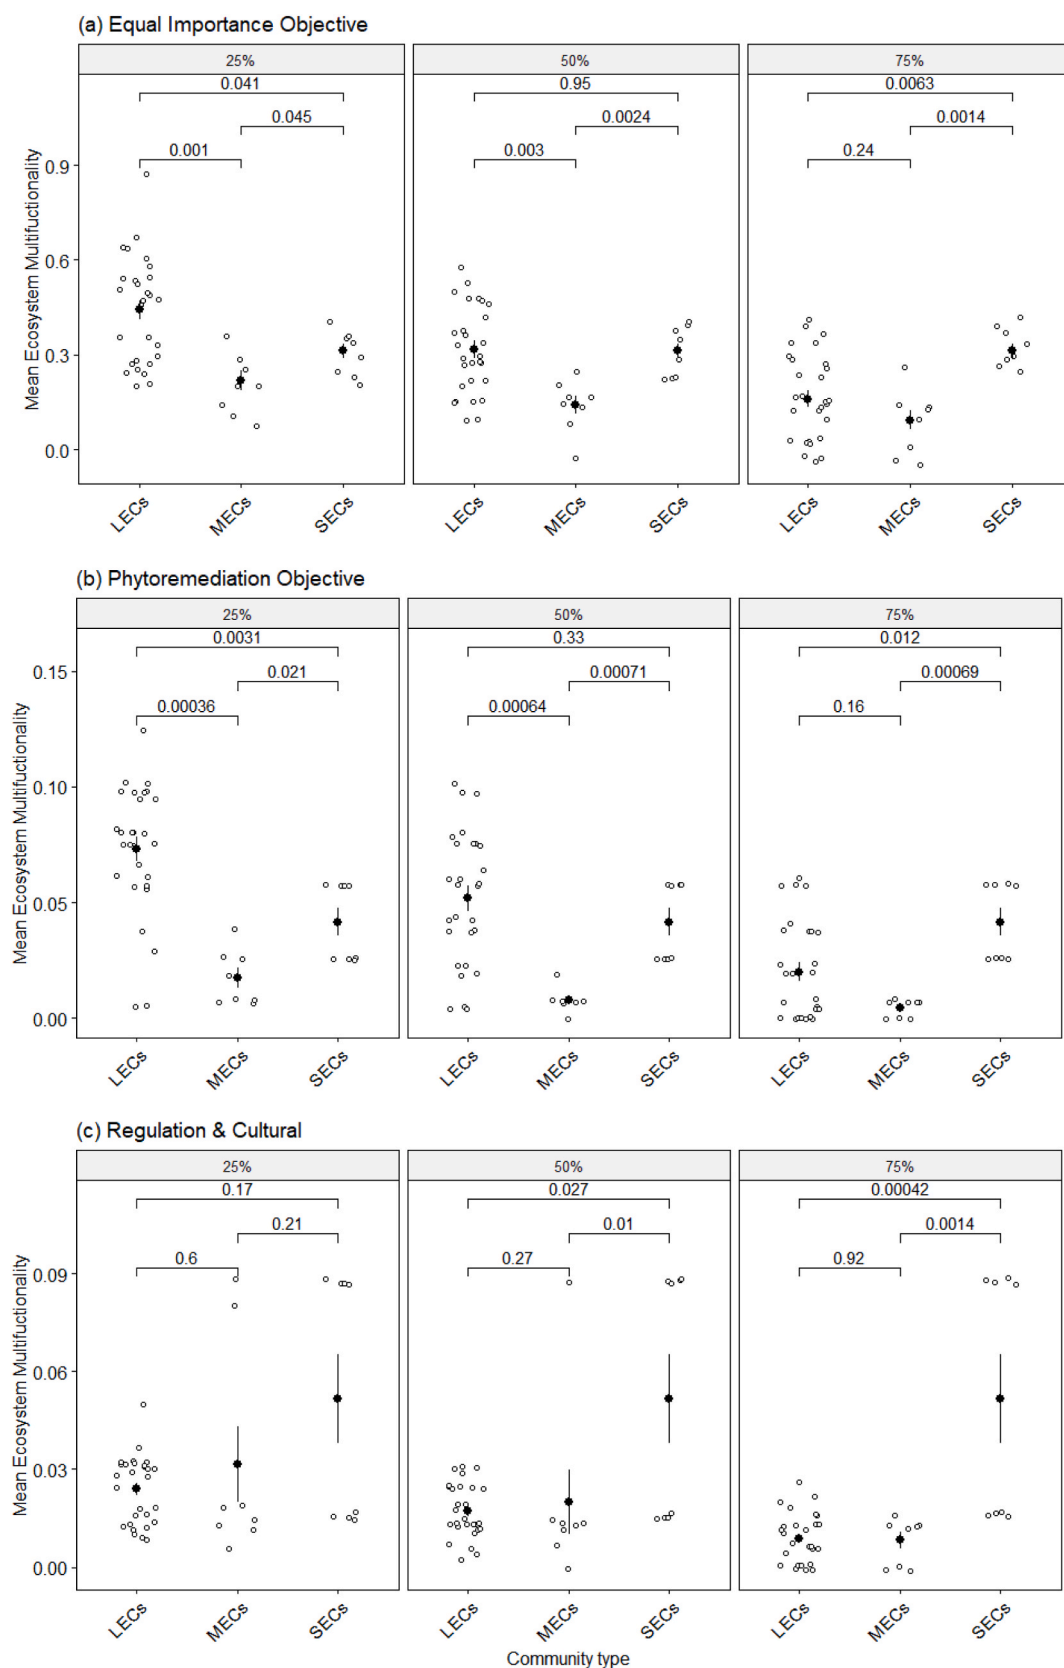 (a) Equal Importance Objective
25% 50% 75%
0.041 0.95 0.0063
0.045 0.0024 0.0014
0.001 0.003 0.24
Mean Ecosystem Multifuctionality
0.9
0.6
0.3
0.0
LECs MECs SECs LECs MECs SECs LECs MECs SECs
(b) Phytoremediation Objective
25% 50% 75%
0.0031 0.33 0.012
0.021 0.00071 0.00069
0.00036 0.00064 0.16
Mean Ecosystem Multifuctionality
0.15
0.10
0.05
0.00
LECs MECs SECs LECs MECs SECs LECs MECs SECs
(c) Regulation & Cultural
25% 50% 75%
0.17 0.027 0.00042
0.21 0.01 0.0014
0.6 0.27 0.92
Mean Ecosystem Multifuctionality
0.09
0.06
0.03
0.00
LECs MECs SECs LECs MECs SECs LECs MECs SECs
Community type